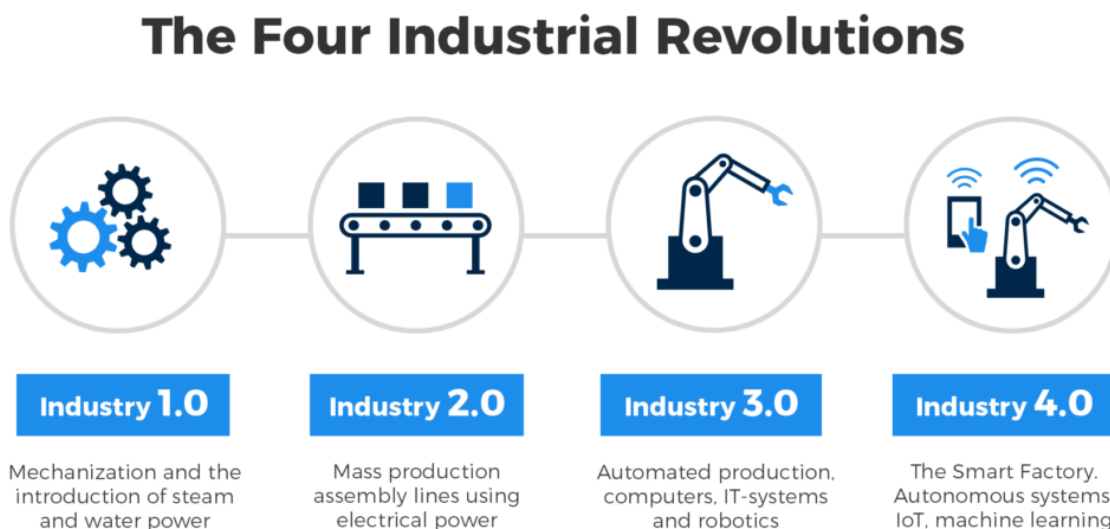 The Four Industrial Revolutions
Industry 1.0
Mechanization and the
introduction of steam
and water power
Industry 2.0
Mass production
assembly lines using
electrical power
Industry 3.0
Automated production,
computers, IT-systems
and robotics
Industry 4.0
The Smart Factory.
Autonomous systems,
IoT, machine learning